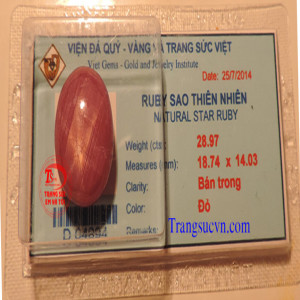 VIỆN ĐÁ QUÝ - VÀNG VÀ TRANG SỨC VIỆT
Viet Gems - Gold and Jewelry Institute
Date: 25/7/2014
RUBY SAO THIÊN NHIÊN
NATURAL STAR RUBY
Weight (cts): 28.97
Measures (mm): 18.74 x 14.03
Clarity: Bán trong
Color: Đỏ
Trangsucvn.com
D 04894
Remarks